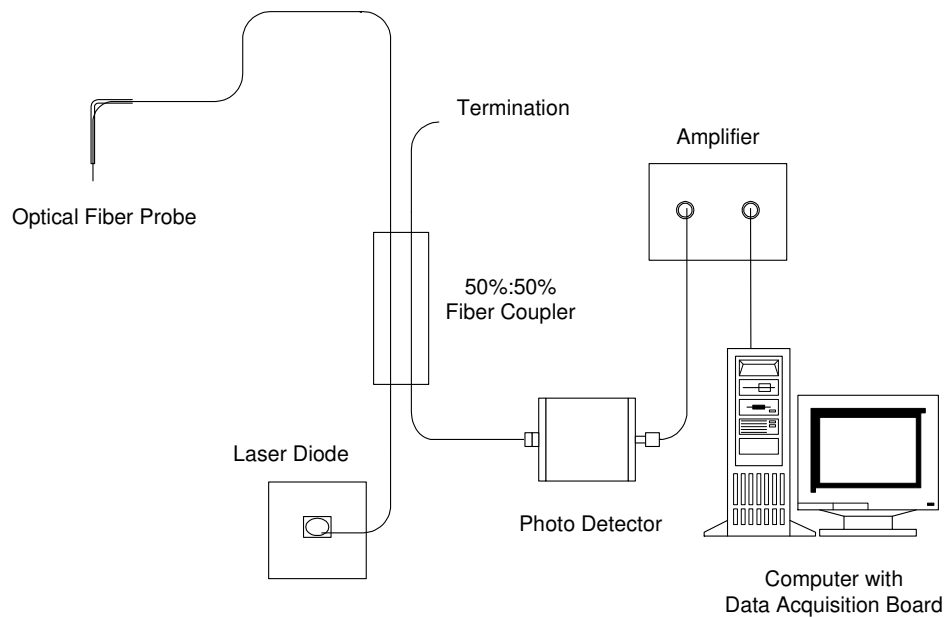 Termination
Amplifier
Optical Fiber Probe
50%:50%
Fiber Coupler
Laser Diode
Photo Detector
Computer with
Data Acquisition Board